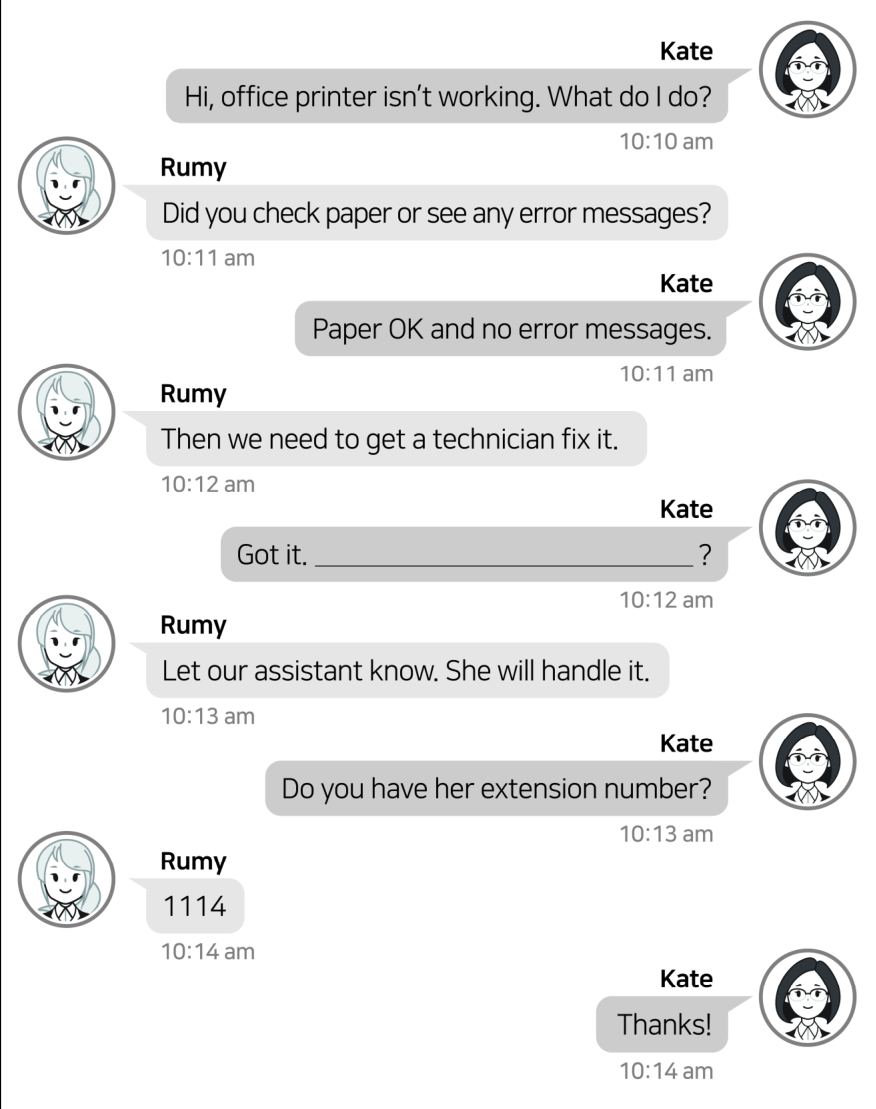 Kate
Hi, office printer isn't working. What do I do?
10:10 am
Rumy
Did you check paper or see any error messages?
10:11 am
Kate
Paper OK and no error messages.
10:11 am
Rumy
Then we need to get a technician fix it.
10:12 am
Kate
Got it. ______________________________ ?
10:12 am
Rumy
Let our assistant know. She will handle it.
10:13 am
Kate
Do you have her extension number?
10:13 am
Rumy
1114
10:14 am
Kate
Thanks!
10:14 am